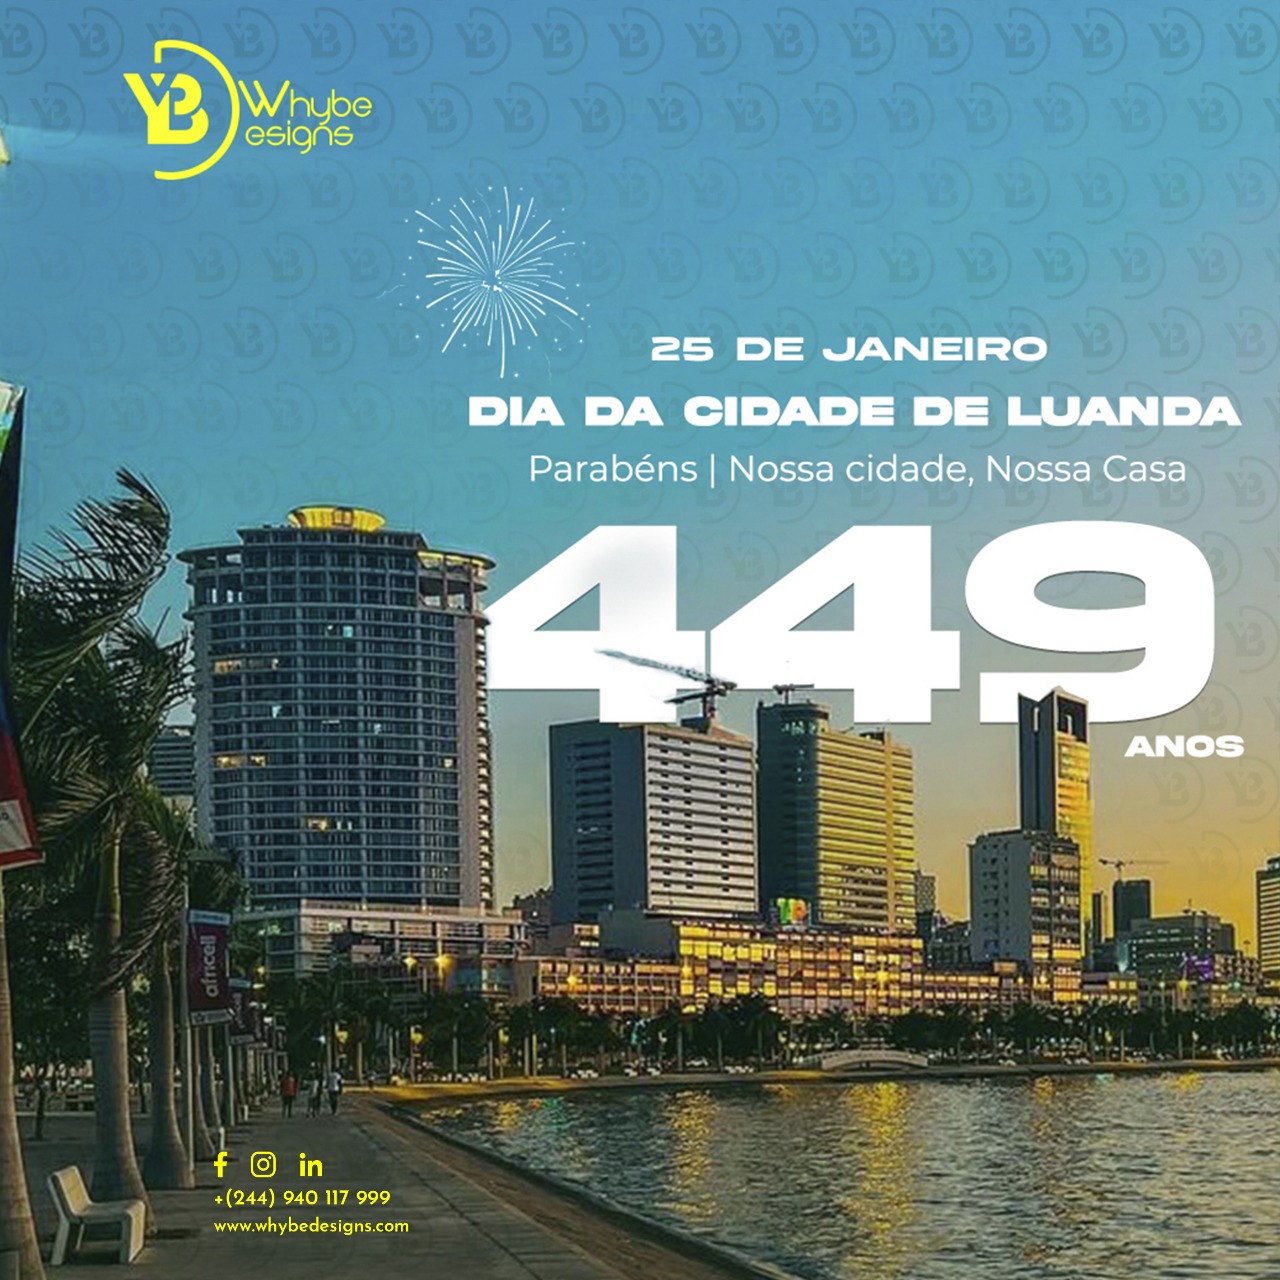 YB
Whybe
Designs
25 DE JANEIRO
DIA DA CIDADE DE LUANDA
Parabéns | Nossa cidade, Nossa Casa
449
ANOS
africell
+(244) 940 117 999
www.whybedesigns.com